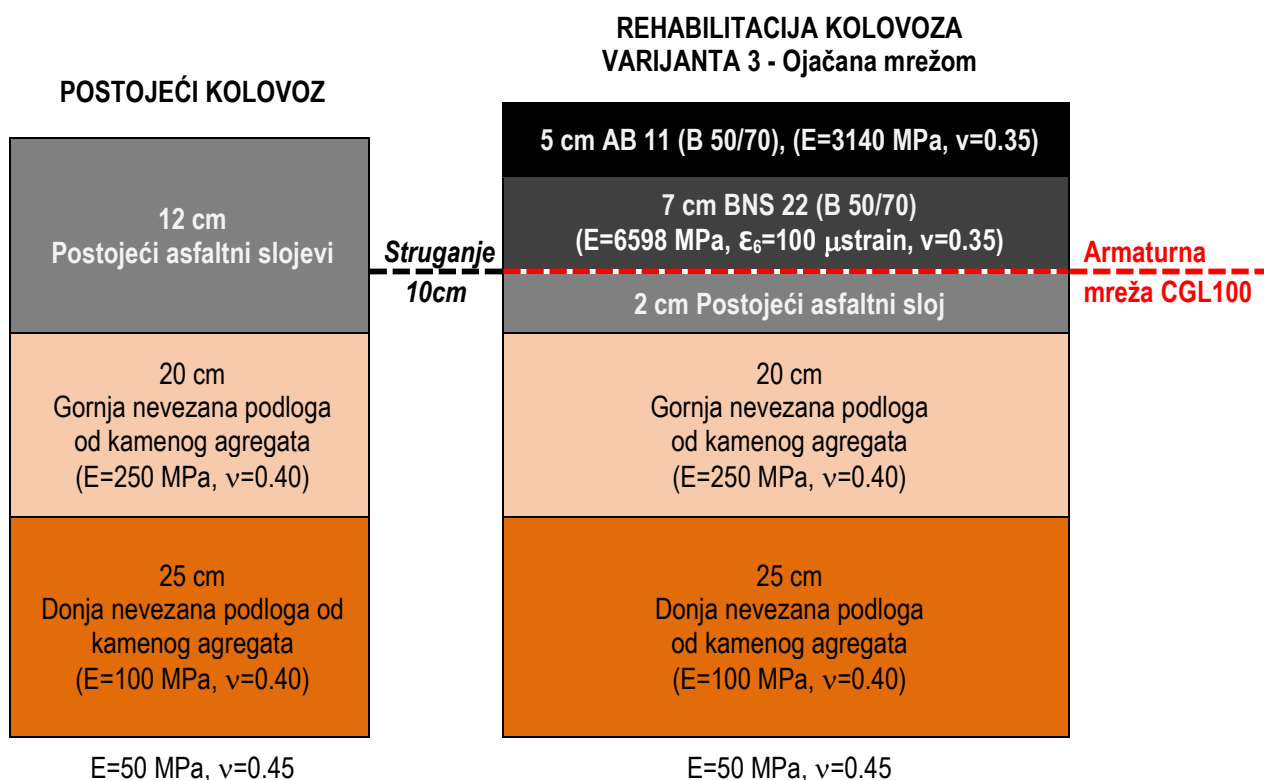 REHABILITACIJA KOLOVOZA
VARIJANTA 3 - Ojačana mrežom
POSTOJEĆI KOLOVOZ
12 cm
Postojeći asfaltni slojevi
20 cm
Gornja nevezana podloga
od kamenog agregata
(E=250 MPa, ν=0.40)
25 cm
Donja nevezana podloga od
kamenog agregata
(E=100 MPa, ν=0.40)
E=50 MPa, ν=0.45
Struganje
10cm
5 cm AB 11 (B 50/70), (E=3140 MPa, ν=0.35)
7 cm BNS 22 (B 50/70)
(E=6598 MPa, Ɛ₆=100 μstrain, ν=0.35)
2 cm Postojeći asfaltni sloj
20 cm
Gornja nevezana podloga
od kamenog agregata
(E=250 MPa, ν=0.40)
25 cm
Donja nevezana podloga
od kamenog agregata
(E=100 MPa, ν=0.40)
E=50 MPa, ν=0.45
Armaturna
mreža CGL100